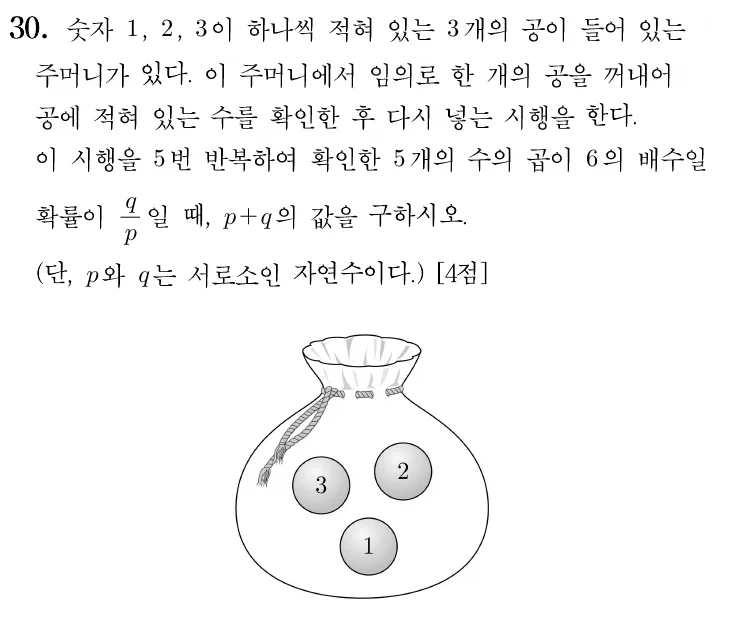 30. 숫자 1, 2, 3이 하나씩 적혀 있는 3개의 공이 들어 있는
주머니가 있다. 이 주머니에서 임의로 한 개의 공을 꺼내어
공에 적혀 있는 수를 확인한 후 다시 넣는 시행을 한다.
이 시행을 5번 반복하여 확인한 5개의 수의 곱이 6의 배수일
확률이 q/p 일 때, p+q의 값을 구하시오.
(단, p와 q는 서로소인 자연수이다.) [4점]
3
2
1